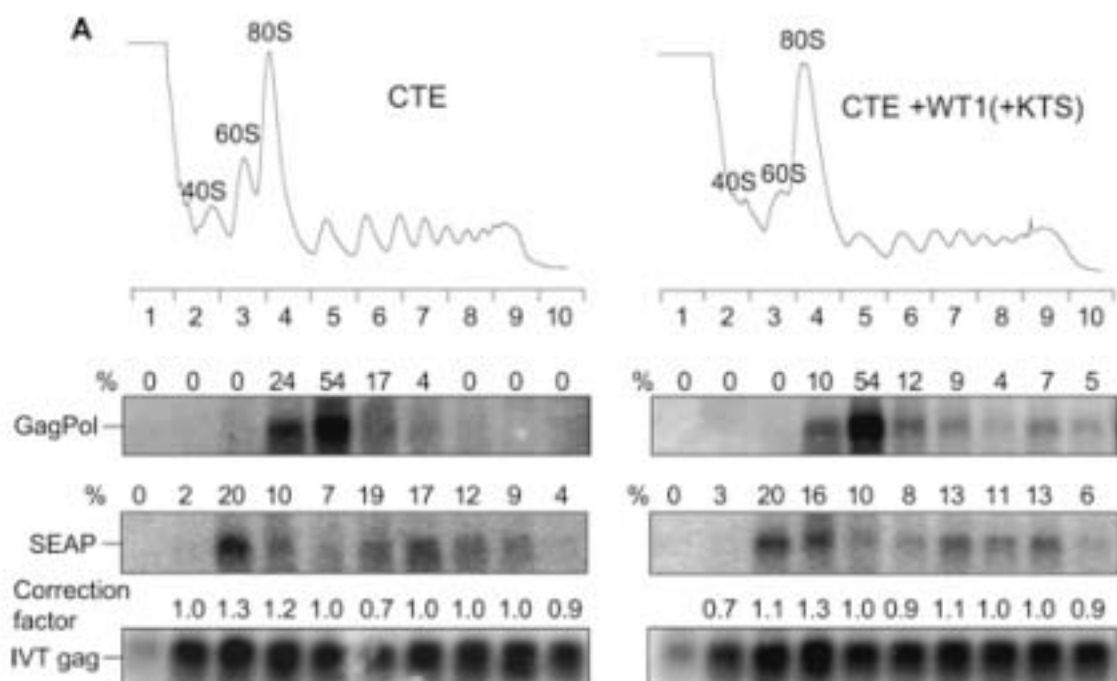 A
80S
60S
40S
CTE
80S
60S
40S
CTE +WT1(+KTS)
1 2 3 4 5 6 7 8 9 10
1 2 3 4 5 6 7 8 9 10
% 0 0 0 24 54 17 4 0 0 0
% 0 0 0 10 54 12 9 4 7 5
GagPol
% 0 2 20 10 7 19 17 12 9 4
% 0 3 20 16 10 8 13 11 13 6
SEAP
Correction
factor
1.0 1.3 1.2 1.0 0.7 1.0 1.0 1.0 0.9
0.7 1.1 1.3 1.0 0.9 1.1 1.0 1.0 0.9
IVT gag